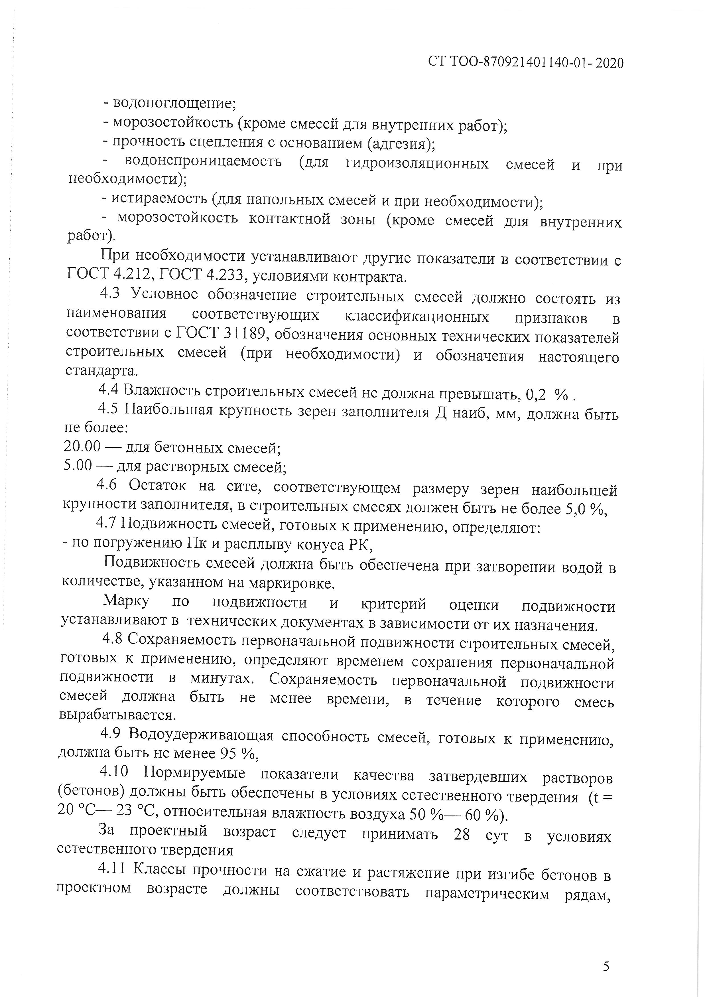 СТ ТОО-870921401140-01- 2020
- водопоглощение;
- морозостойкость (кроме смесей для внутренних работ);
- прочность сцепления с основанием (адгезия);
- водонепроницаемость (для гидроизоляционных смесей и при
необходимости);
- истираемость (для напольных смесей и при необходимости);
- морозостойкость контактной зоны (кроме смесей для внутренних
работ).
При необходимости устанавливают другие показатели в соответствии с
ГОСТ 4.212, ГОСТ 4.233, условиями контракта.
4.3 Условное обозначение строительных смесей должно состоять из
наименования соответствующих классификационных признаков в
соответствии с ГОСТ 31189, обозначения основных технических показателей
строительных смесей (при необходимости) и обозначения настоящего
стандарта.
4.4 Влажность строительных смесей не должна превышать, 0,2 % .
4.5 Наибольшая крупность зерен заполнителя Д наиб, мм, должна быть
не более:
20.00 — для бетонных смесей;
5.00 — для растворных смесей;
4.6 Остаток на сите, соответствующем размеру зерен наибольшей
крупности заполнителя, в строительных смесях должен быть не более 5,0 %,
4.7 Подвижность смесей, готовых к применению, определяют:
- по погружению Пк и расплыву конуса РК,
Подвижность смесей должна быть обеспечена при затворении водой в
количестве, указанном на маркировке.
Марку по подвижности и критерий оценки подвижности
устанавливают в технических документах в зависимости от их назначения.
4.8 Сохраняемость первоначальной подвижности строительных смесей,
готовых к применению, определяют временем сохранения первоначальной
подвижности в минутах. Сохраняемость первоначальной подвижности
смесей должна быть не менее времени, в течение которого смесь
вырабатывается.
4.9 Водоудерживающая способность смесей, готовых к применению,
должна быть не менее 95 %,
4.10 Нормируемые показатели качества затвердевших растворов
(бетонов) должны быть обеспечены в условиях естественного твердения (t =
20 °С— 23 °С, относительная влажность воздуха 50 %— 60 %).
За проектный возраст следует принимать 28 сут в условиях
естественного твердения
4.11 Классы прочности на сжатие и растяжение при изгибе бетонов в
проектном возрасте должны соответствовать параметрическим рядам,
5